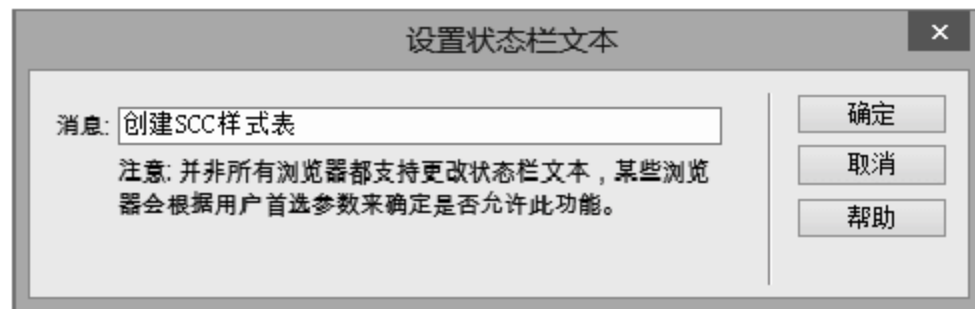 设置状态栏文本
×
消息: 创建SCC样式表
确定
注意: 并非所有浏览器都支持更改状态栏文本，某些浏览
取消
器会根据用户首选参数来确定是否允许此功能。
帮助